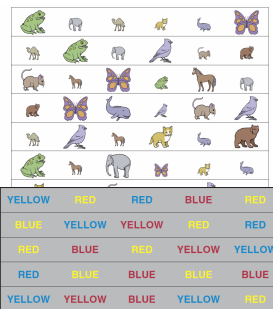 YELLOW RED RED BLUE RED
BLUE YELLOW YELLOW RED RED
RED BLUE RED YELLOW YELLOW
RED BLUE BLUE BLUE BLUE
YELLOW YELLOW BLUE YELLOW RED